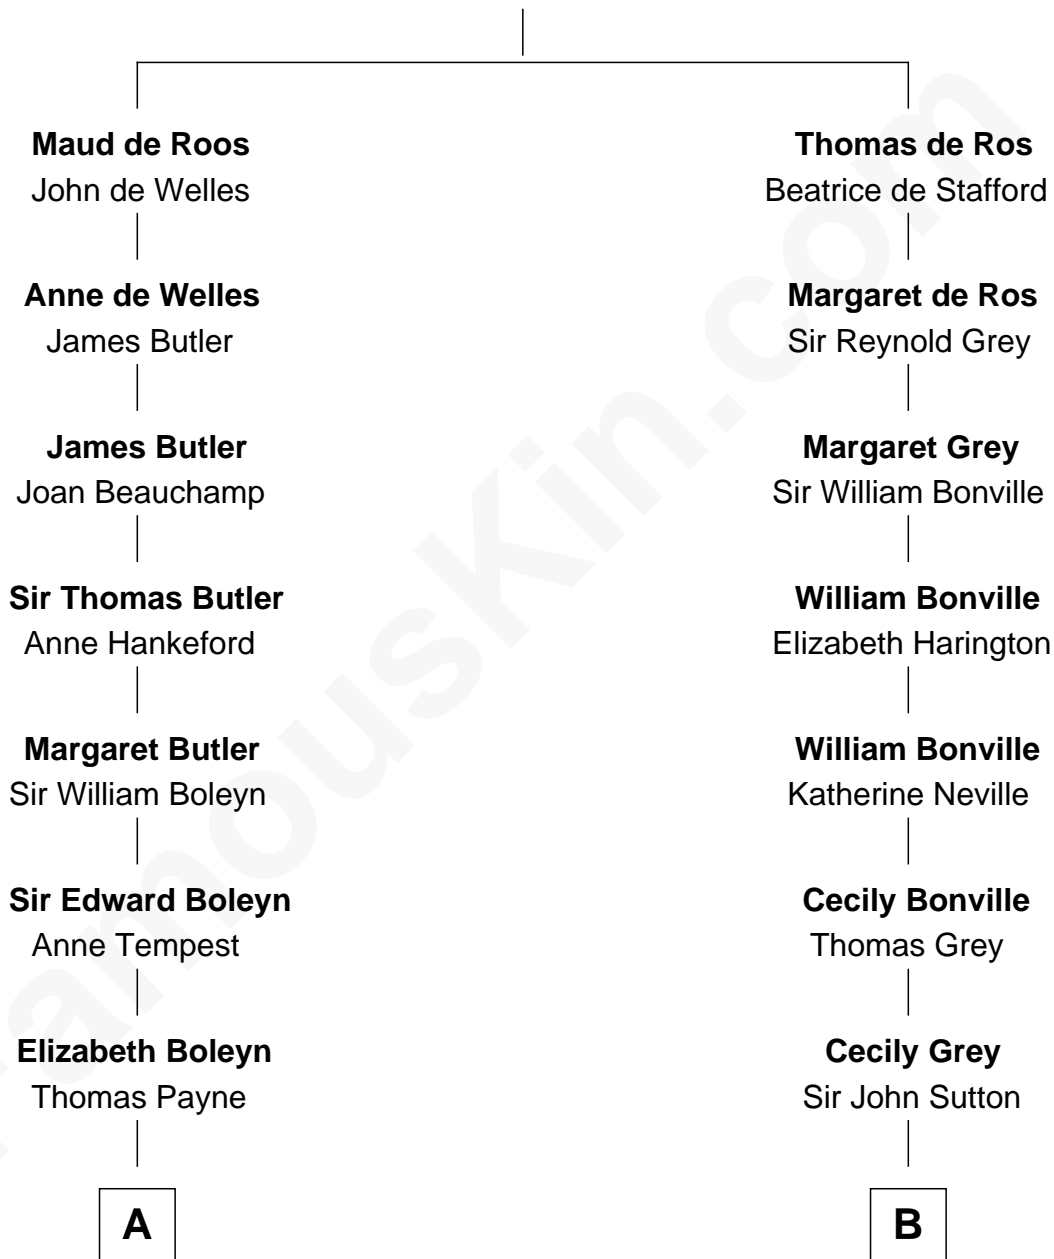 Maud de Roos
John de Welles
Thomas de Ros
Beatrice de Stafford
Anne de Welles
James Butler
Margaret de Ros
Sir Reynold Grey
James Butler
Joan Beauchamp
Margaret Grey
Sir William Bonville
Sir Thomas Butler
Anne Hankeford
William Bonville
Elizabeth Harington
Margaret Butler
Sir William Boleyn
William Bonville
Katherine Neville
Sir Edward Boleyn
Anne Tempest
Cecily Bonville
Thomas Grey
Elizabeth Boleyn
Thomas Payne
Cecily Grey
Sir John Sutton
A
B
FamousKin.com